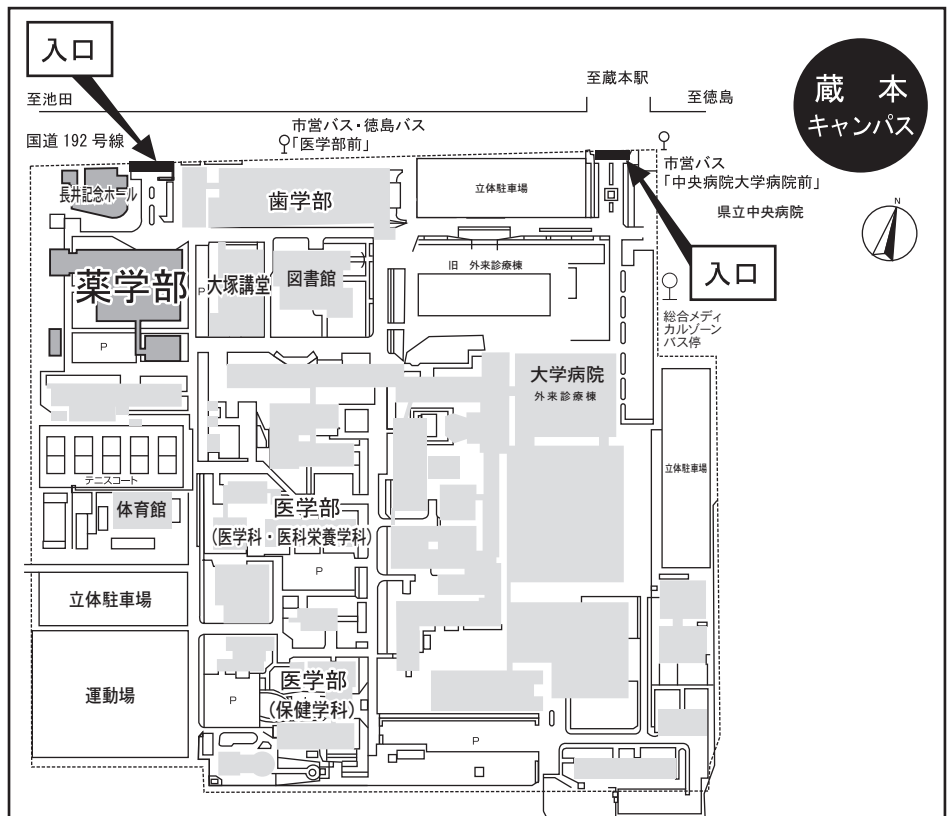 入口
至蔵本駅
至池田
至徳島
蔵 本
キャンパス
国道 192 号線
市営バス・徳島バス
「医学部前」
市営バス
「中央病院大学病院前」
県立中央病院
N
長井記念ホール
歯学部
立体駐車場
入口
薬学部
P
大塚講堂
図書館
旧 外来診療棟
総合メディ
カルゾーン
バス停
P
大学病院
外来診療棟
テニスコート
立体駐車場
体育館
医学部
(医学科・医科栄養学科)
P
立体駐車場
運動場
医学部
(保健学科)
P
P